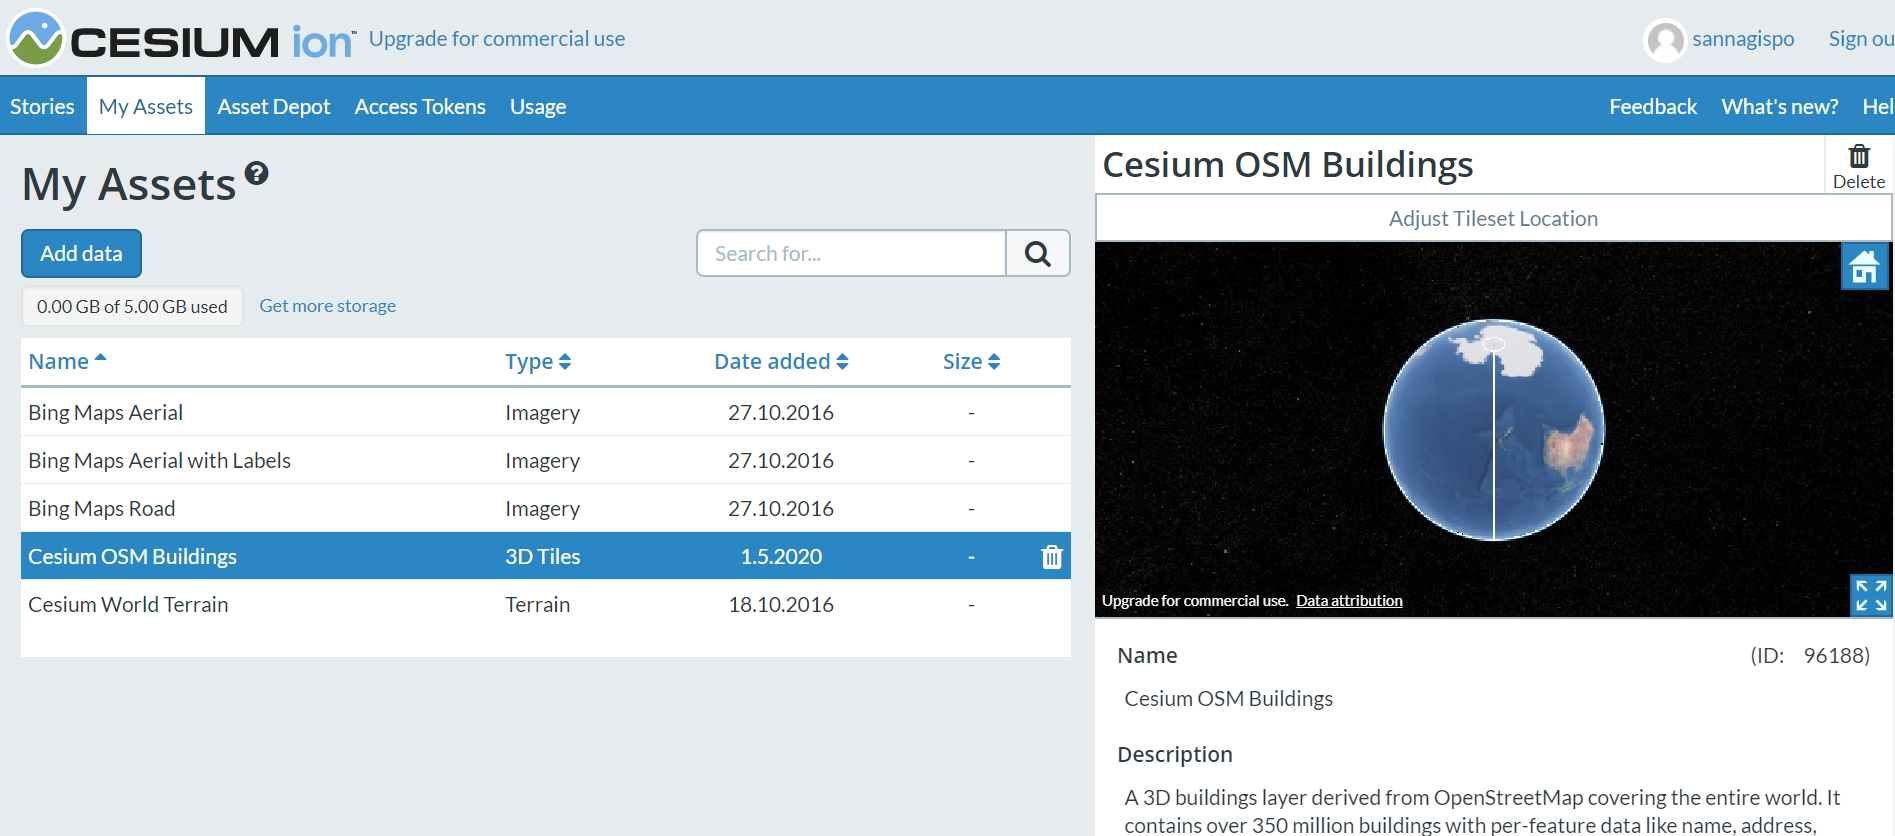 CESIUM ion™ Upgrade for commercial use
sannagispo Sign ou
Stories My Assets Asset Depot Access Tokens Usage Feedback What's new? Hel
My Assets ?
Add data
Search for...
0.00 GB of 5.00 GB used Get more storage
Name Type Date added Size
Bing Maps Aerial Imagery 27.10.2016 -
Bing Maps Aerial with Labels Imagery 27.10.2016 -
Bing Maps Road Imagery 27.10.2016 -
Cesium OSM Buildings 3D Tiles 1.5.2020 -
Cesium World Terrain Terrain 18.10.2016 -
Cesium OSM Buildings
Delete
Adjust Tileset Location
Upgrade for commercial use. Data attribution
Name (ID: 96188)
Cesium OSM Buildings
Description
A 3D buildings layer derived from OpenStreetMap covering the entire world. It
contains over 350 million buildings with per-feature data like name, address,